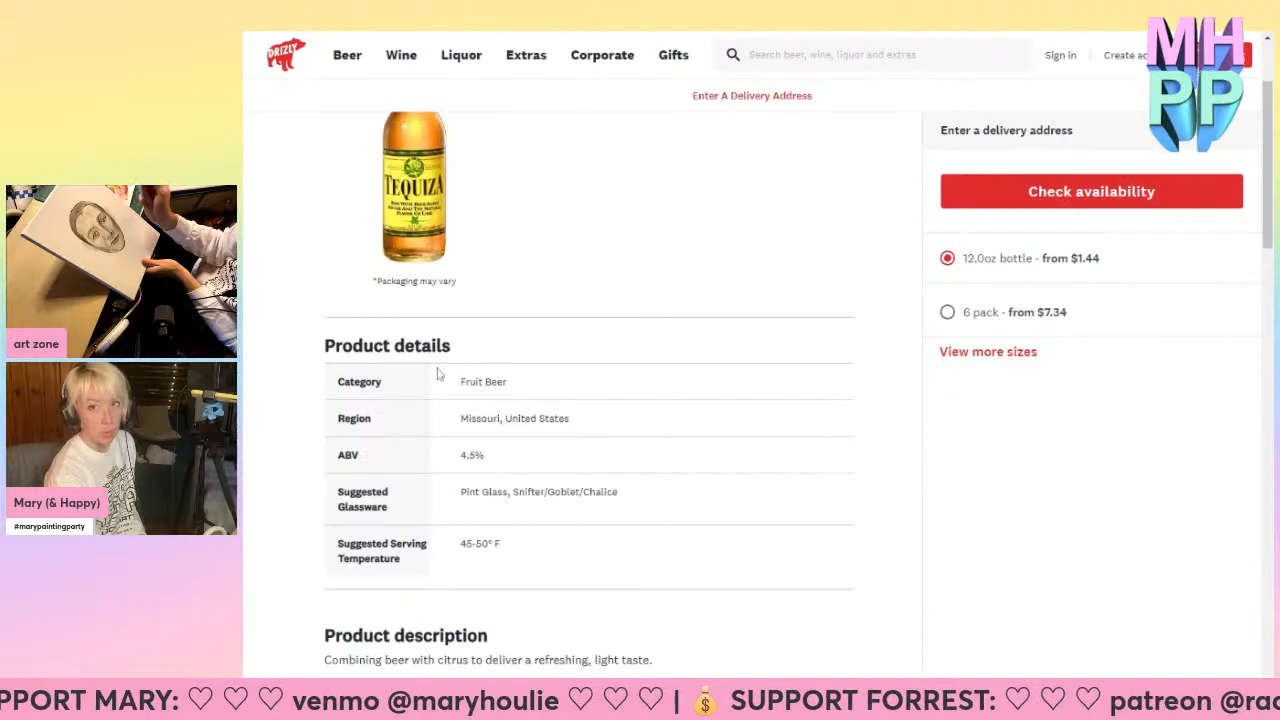 DRIZLY
Beer
Wine
Liquor
Extras
Corporate
Gifts
Search beer, wine, liquor and extras
Sign in
Create ac
MH
PP
Enter A Delivery Address
TEQUIZA
*Packaging may vary
Enter a delivery address
Check availability
12.0oz bottle - from $1.44
6 pack - from $7.34
View more sizes
Product details
Category Fruit Beer
Region Missouri, United States
ABV 4.5%
Suggested Glassware Pint Glass, Snifter/Goblet/Chalice
Suggested Serving Temperature 45-50° F
Product description
Combining beer with citrus to deliver a refreshing, light taste.
art zone
Mary (& Happy)
#marypaintingparty
PPORT MARY: ♡ ♡ ♡ venmo @maryhoulie ♡ ♡ ♡ | 💰 SUPPORT FORREST: ♡ ♡ ♡ patreon @rac